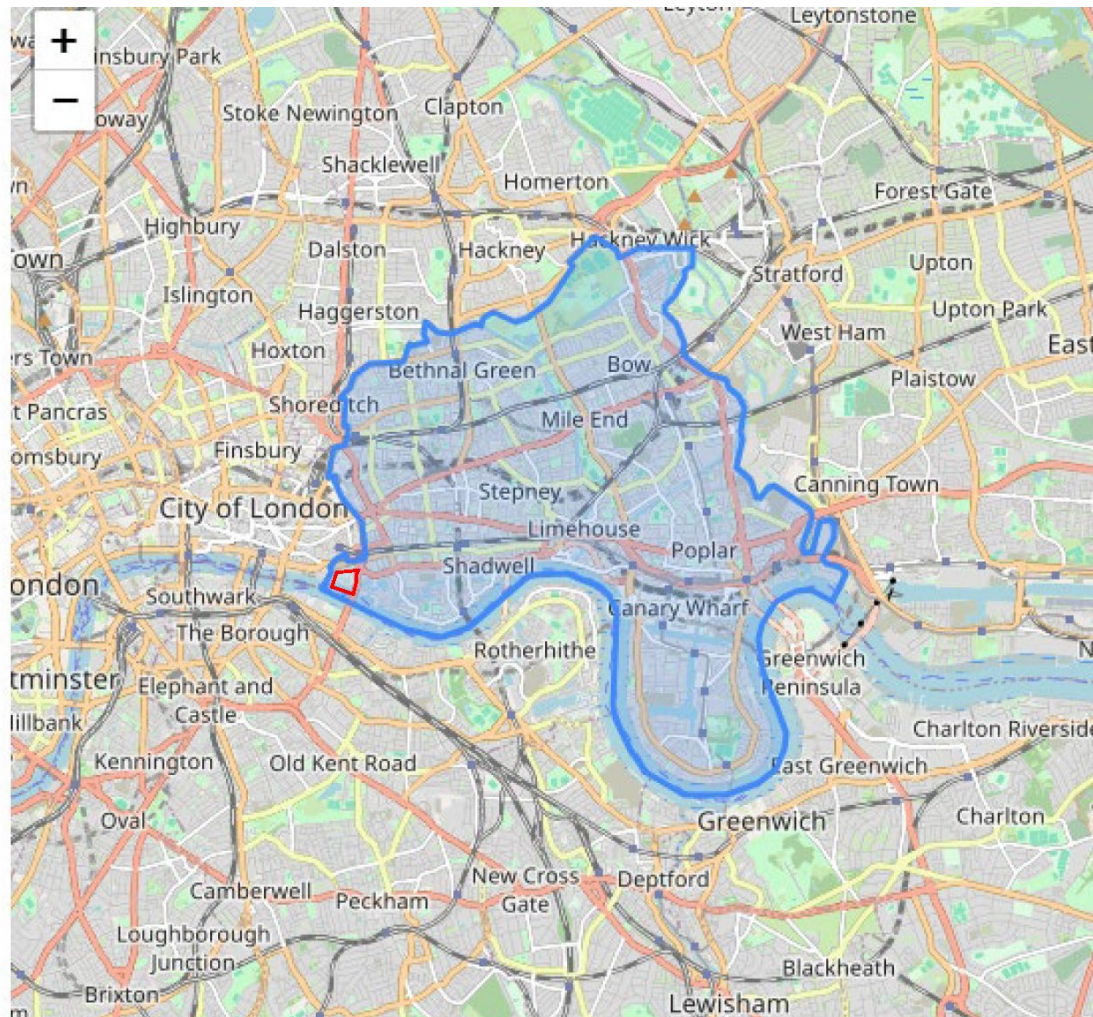 +
−
insbury Park
Leytonstone
Stoke Newington
Clapton
oway
Shacklewell
Homerton
Forest Gate
Highbury
Dalston
Hackney
Hackney Wick
own
Stratford
Upton
Islington
Haggerston
Upton Park
West Ham
Hoxton
ers Town
East
Bethnal Green
Bow
Plaistow
Shoreditch
t Pancras
Mile End
Finsbury
omsbury
Canning Town
Stepney
City of London
Limehouse
Poplar
Shadwell
ondon
Southwark
Canary Wharf
The Borough
Rotherhithe
Greenwich
Peninsula
N
tminster
Elephant and
Castle
Millbank
Charlton Riverside
Kennington
Old Kent Road
East Greenwich
Oval
Greenwich
Charlton
New Cross
Gate
Deptford
Camberwell
Peckham
Loughborough
Junction
Blackheath
Brixton
Lewisham
m